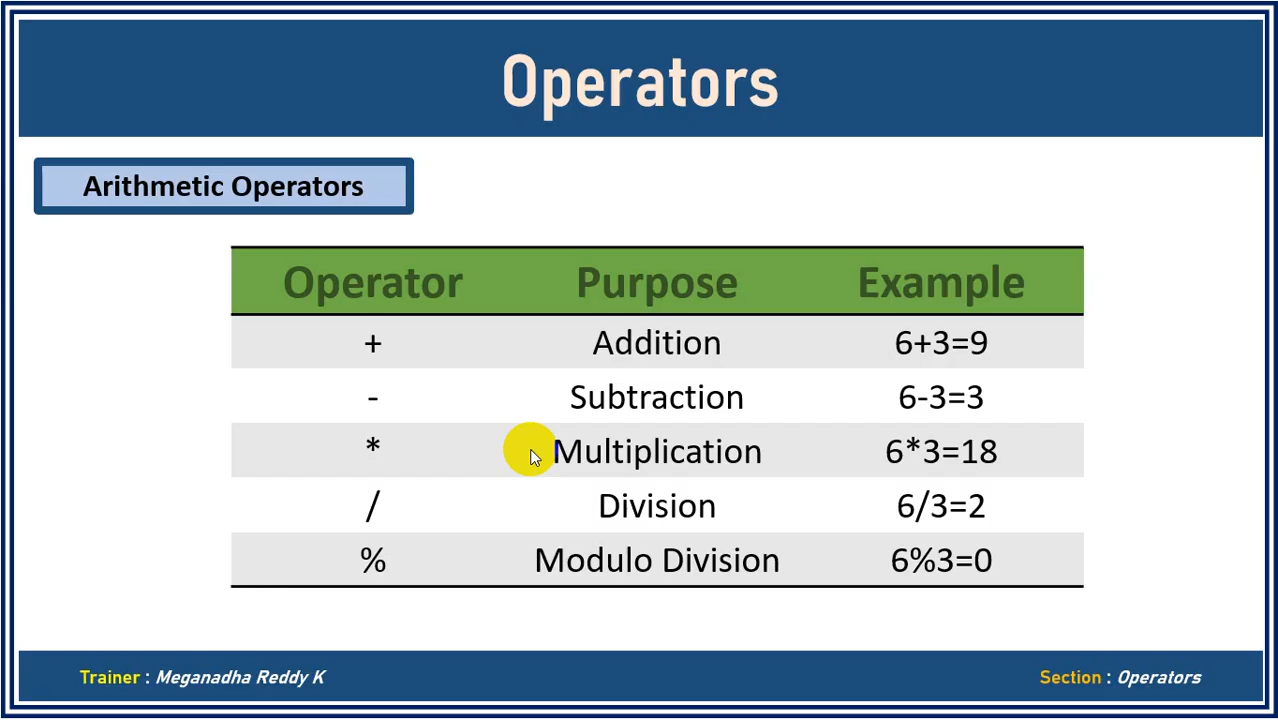 Operators
Arithmetic Operators
Operator Purpose Example
+ Addition 6+3=9
- Subtraction 6-3=3
* Multiplication 6*3=18
/ Division 6/3=2
% Modulo Division 6%3=0
Trainer : Meganadha Reddy K Section : Operators